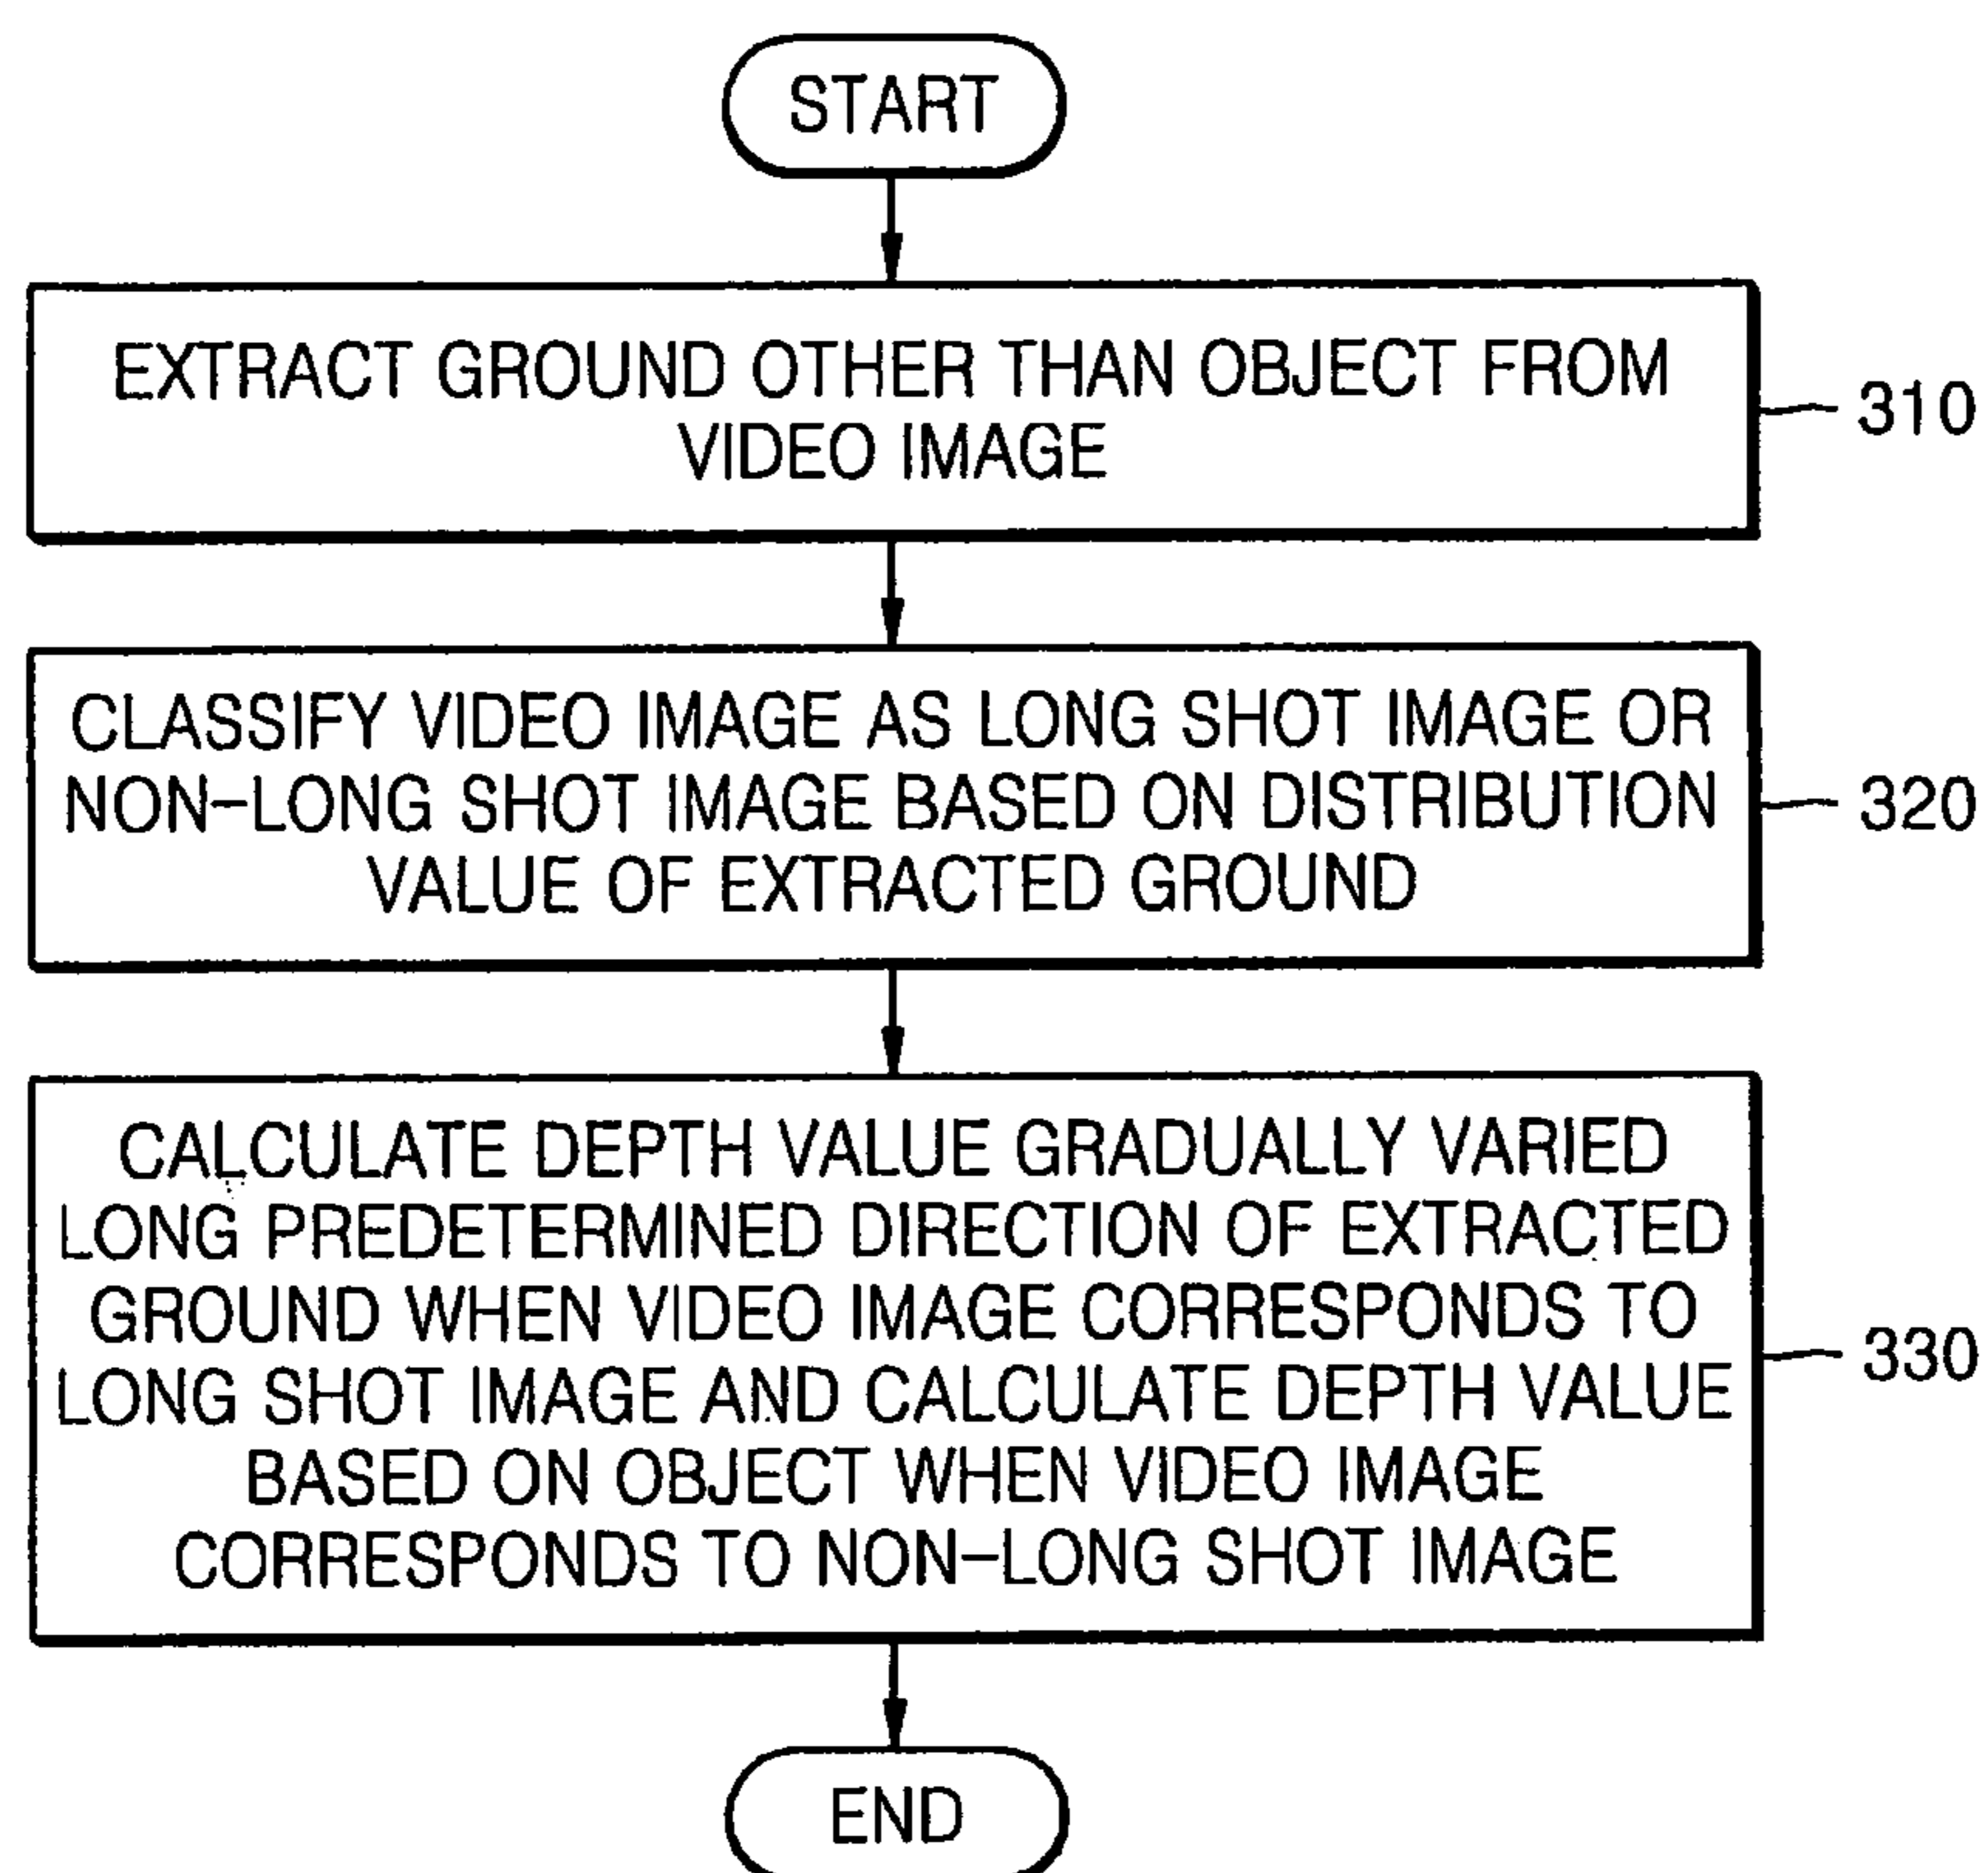 START
EXTRACT GROUND OTHER THAN OBJECT FROM
VIDEO IMAGE
310
CLASSIFY VIDEO IMAGE AS LONG SHOT IMAGE OR
NON-LONG SHOT IMAGE BASED ON DISTRIBUTION
VALUE OF EXTRACTED GROUND
320
CALCULATE DEPTH VALUE GRADUALLY VARIED
LONG PREDETERMINED DIRECTION OF EXTRACTED
GROUND WHEN VIDEO IMAGE CORRESPONDS TO
LONG SHOT IMAGE AND CALCULATE DEPTH VALUE
BASED ON OBJECT WHEN VIDEO IMAGE
CORRESPONDS TO NON-LONG SHOT IMAGE
330
END